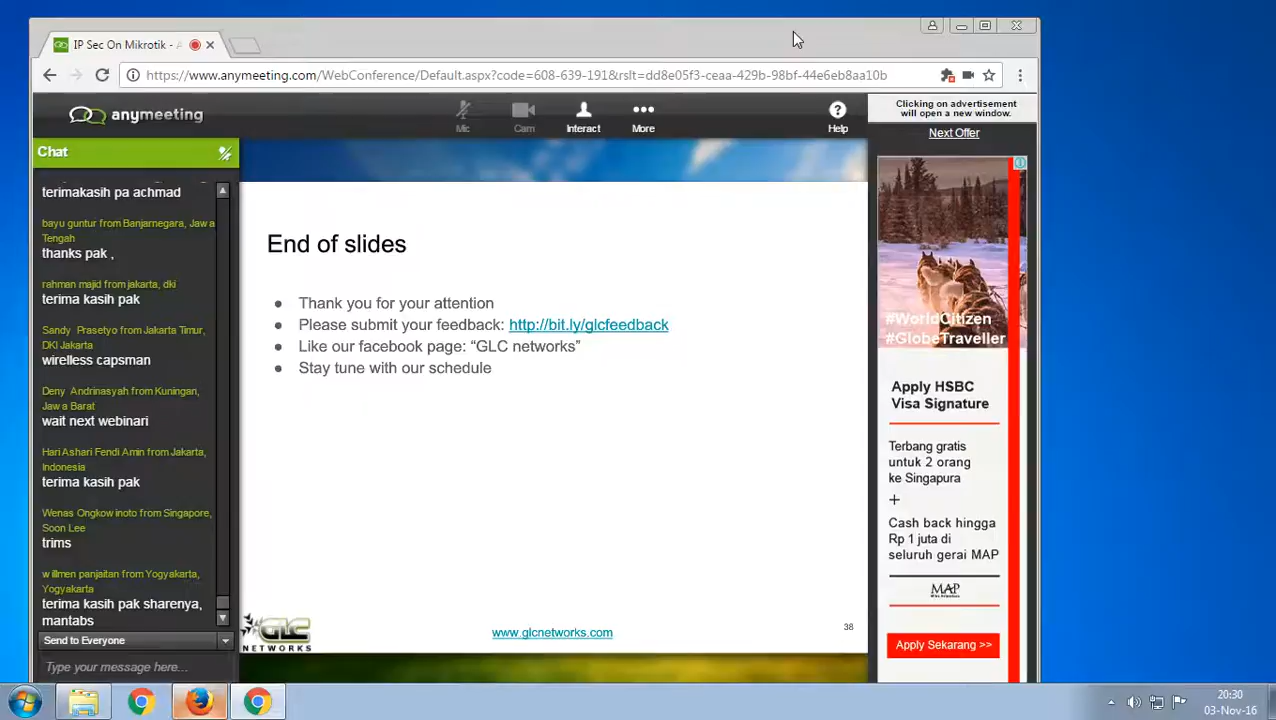 IP Sec On Mikrotik - A
https://www.anymeeting.com/WebConference/Default.aspx?code=608-639-191&rslt=dd8e05f3-ceaa-429b-98bf-44e6eb8aa10b
anymeeting
Mic
Cam
Interact
More
Help
Clicking on advertisement
will open a new window.
Next Offer
Chat
terimakasih pa achmad
bayu guntur from Banjarnegara, Jawa
Tengah
thanks pak ,
rahman majid from jakarta, dki
terima kasih pak
Sandy Prasetyo from Jakarta Timur,
DKI Jakarta
wirelless capsman
Deny Andrinasyah from Kuningan,
Jawa Barat
wait next webinari
Hari Ashari Fendi Amin from Jakarta,
Indonesia
terima kasih pak
Wenas Ongkowinoto from Singapore,
Soon Lee
trims
willmen panjaitan from Yogyakarta,
Yogyakarta
terima kasih pak sharenya,
mantabs
Send to Everyone
Type your message here...
End of slides
● Thank you for your attention
● Please submit your feedback: http://bit.ly/glcfeedback
● Like our facebook page: “GLC networks”
● Stay tune with our schedule
GLC
NETWORKS
www.glcnetworks.com
38
#WorldCitizen
#GlobeTraveller
Apply HSBC
Visa Signature
Terbang gratis
untuk 2 orang
ke Singapura
+
Cash back hingga
Rp 1 juta di
seluruh gerai MAP
MAP
Apply Sekarang >>
20:30
03-Nov-16